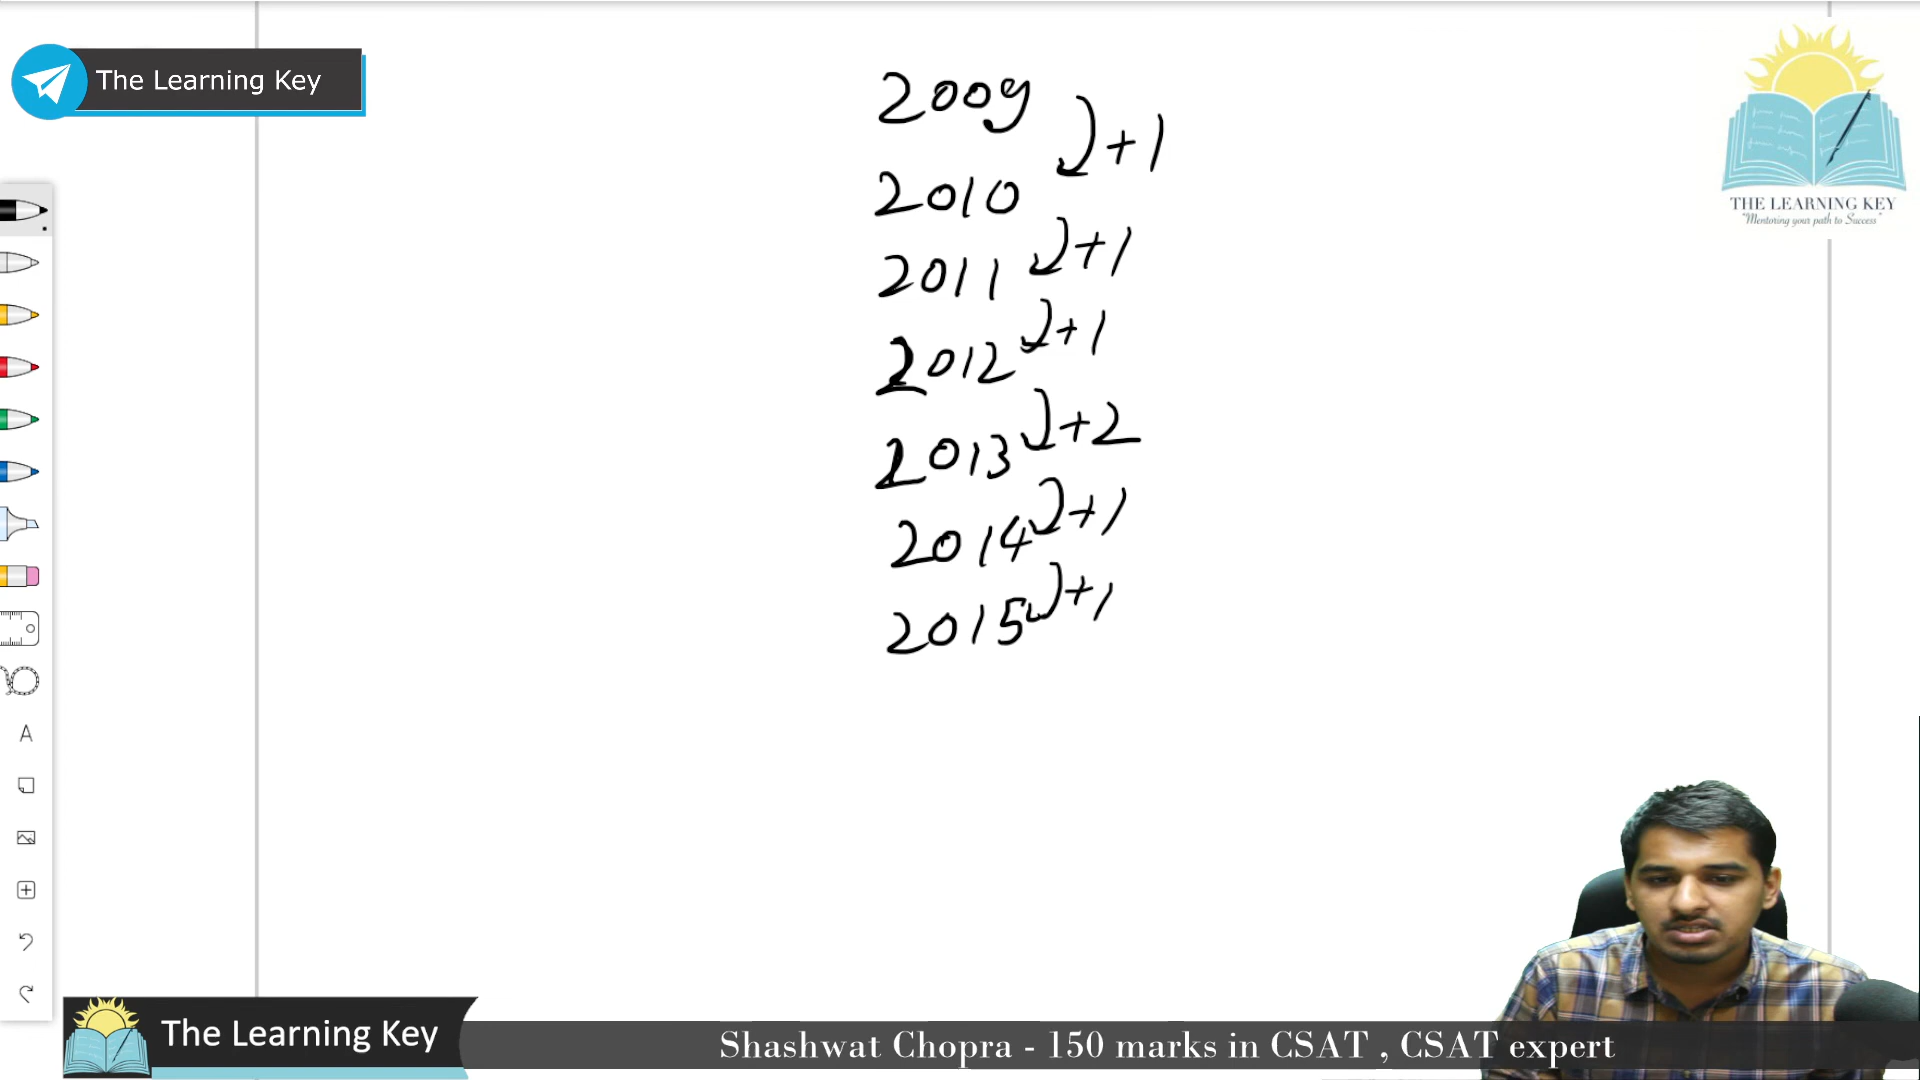 The Learning Key
2009
+1
2010
+1
2011
+1
2012
+2
2013
+1
2014
+1
2015
THE LEARNING KEY
"Mentoring your path to Success"
A
The Learning Key
Shashwat Chopra - 150 marks in CSAT , CSAT expert